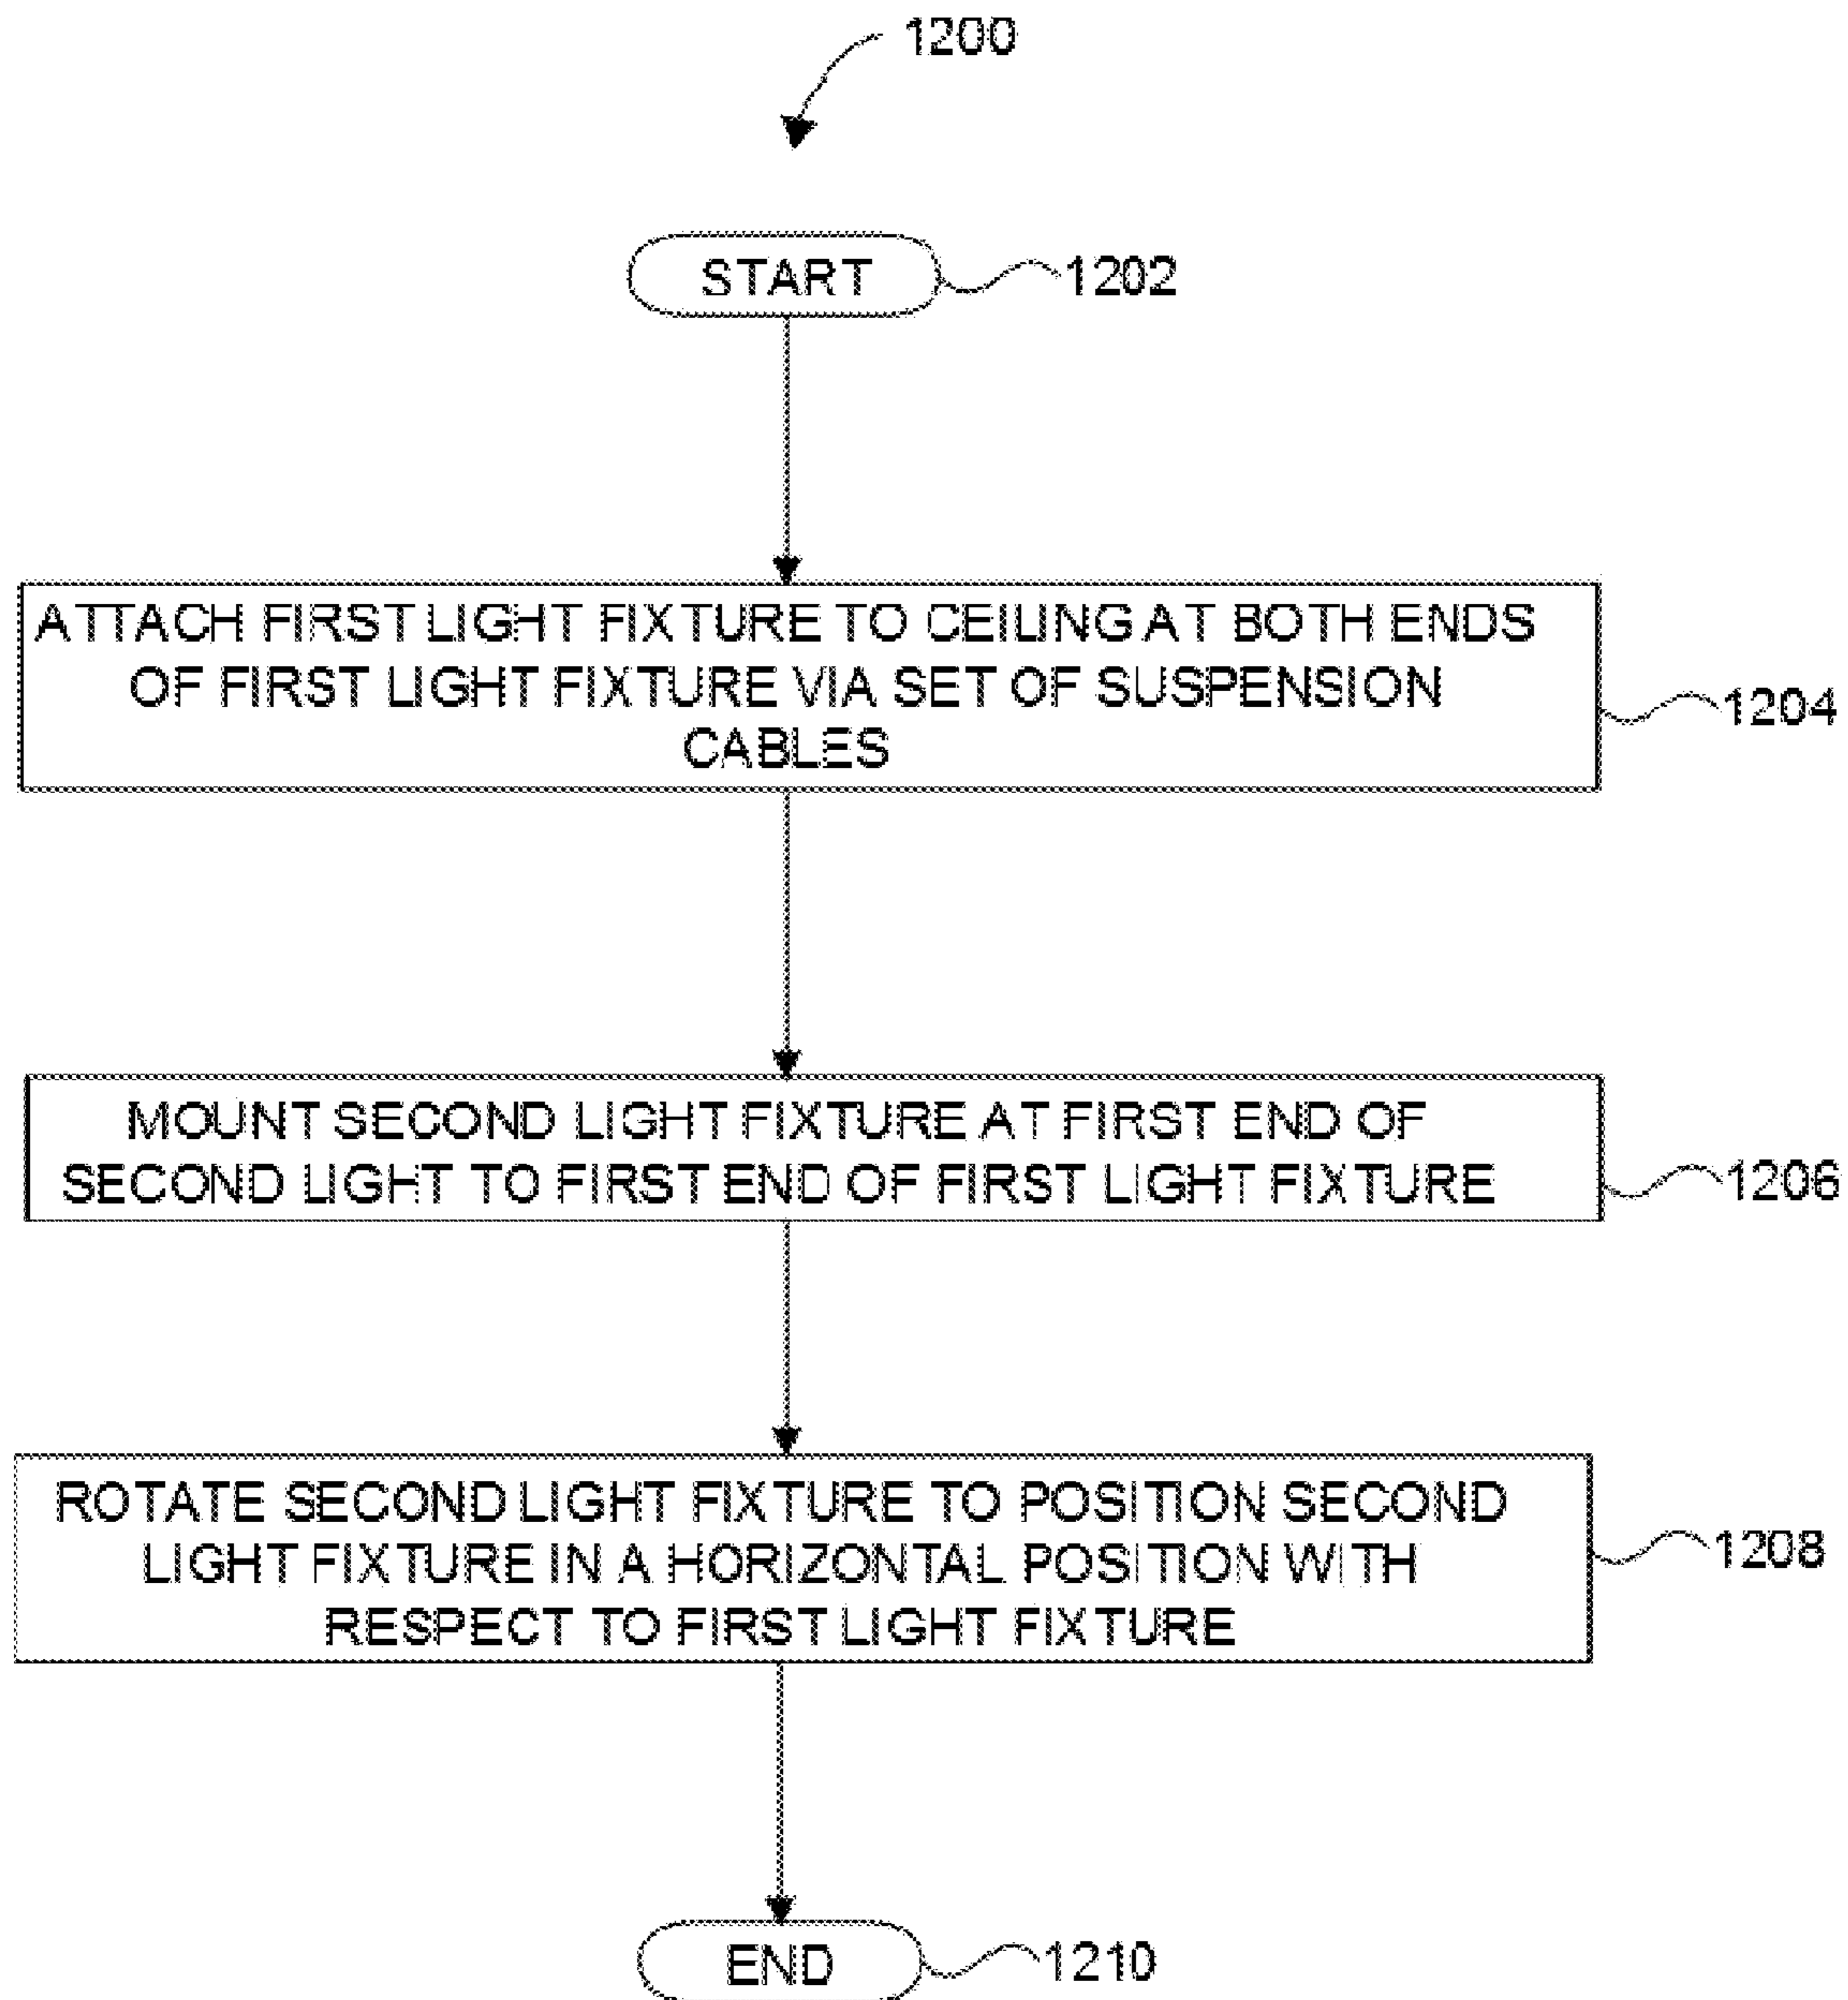 1200
START
1202
ATTACH FIRST LIGHT FIXTURE TO CEILING AT BOTH ENDS
OF FIRST LIGHT FIXTURE VIA SET OF SUSPENSION
CABLES
1204
MOUNT SECOND LIGHT FIXTURE AT FIRST END OF
SECOND LIGHT TO FIRST END OF FIRST LIGHT FIXTURE
1206
ROTATE SECOND LIGHT FIXTURE TO POSITION SECOND
LIGHT FIXTURE IN A HORIZONTAL POSITION WITH
RESPECT TO FIRST LIGHT FIXTURE
1208
END
1210